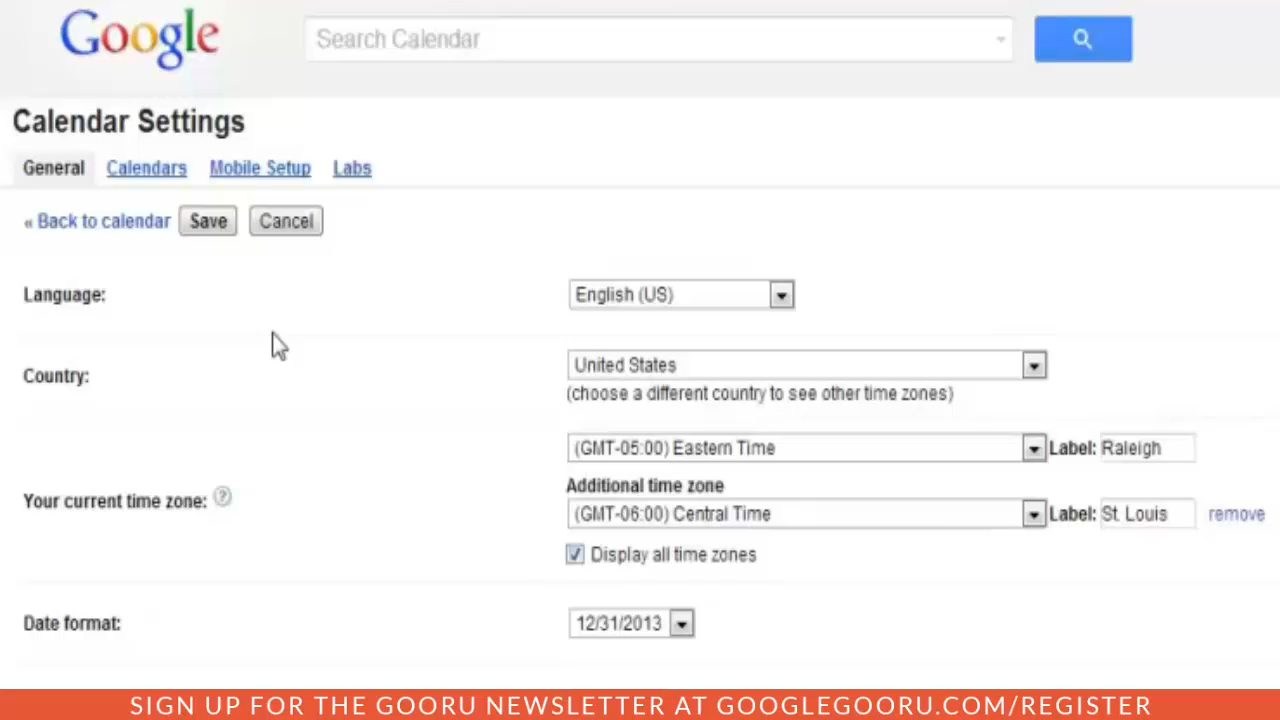 Google
Search Calendar
Calendar Settings
General Calendars Mobile Setup Labs
« Back to calendar Save Cancel
Language: English (US)
Country: United States
(choose a different country to see other time zones)
(GMT-05:00) Eastern Time Label: Raleigh
Your current time zone: ?
Additional time zone
(GMT-06:00) Central Time Label: St. Louis remove
Display all time zones
Date format: 12/31/2013
SIGN UP FOR THE GOORU NEWSLETTER AT GOOGLEGOORU.COM/REGISTER